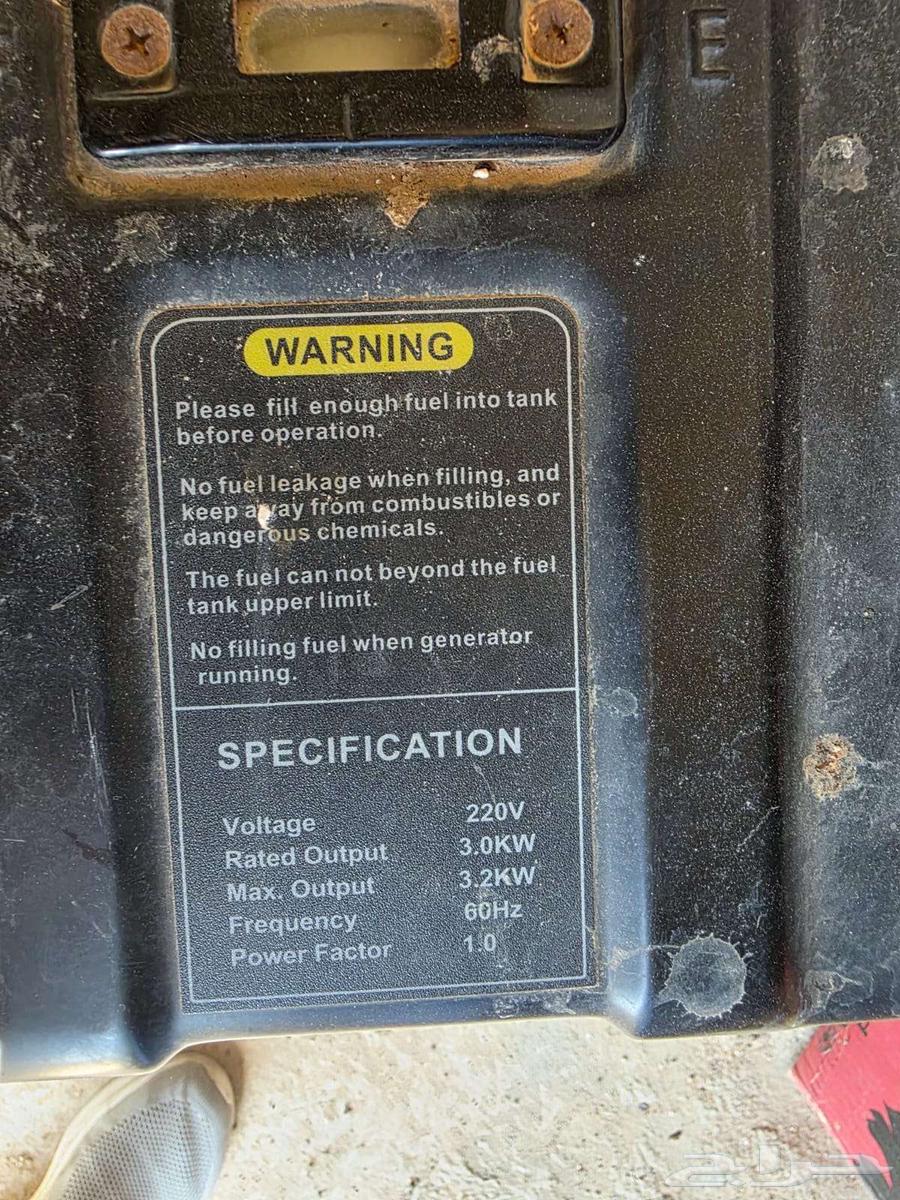 E
WARNING
Please fill enough fuel into tank
before operation.
No fuel leakage when filling, and
keep away from combustibles or
dangerous chemicals.
The fuel can not beyond the fuel
tank upper limit.
No filling fuel when generator
running.
SPECIFICATION
Voltage 220V
Rated Output 3.0KW
Max. Output 3.2KW
Frequency 60Hz
Power Factor 1.0
حراج